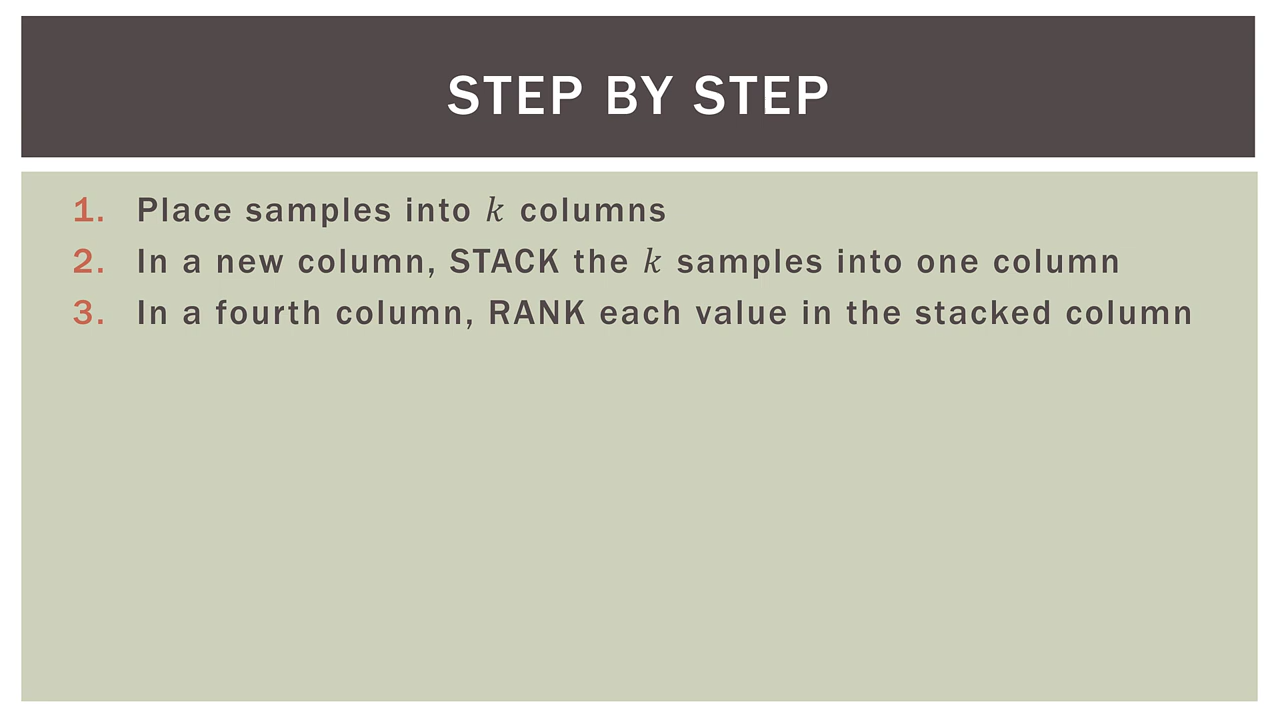 STEP BY STEP
1. Place samples into k columns
2. In a new column, STACK the k samples into one column
3. In a fourth column, RANK each value in the stacked column